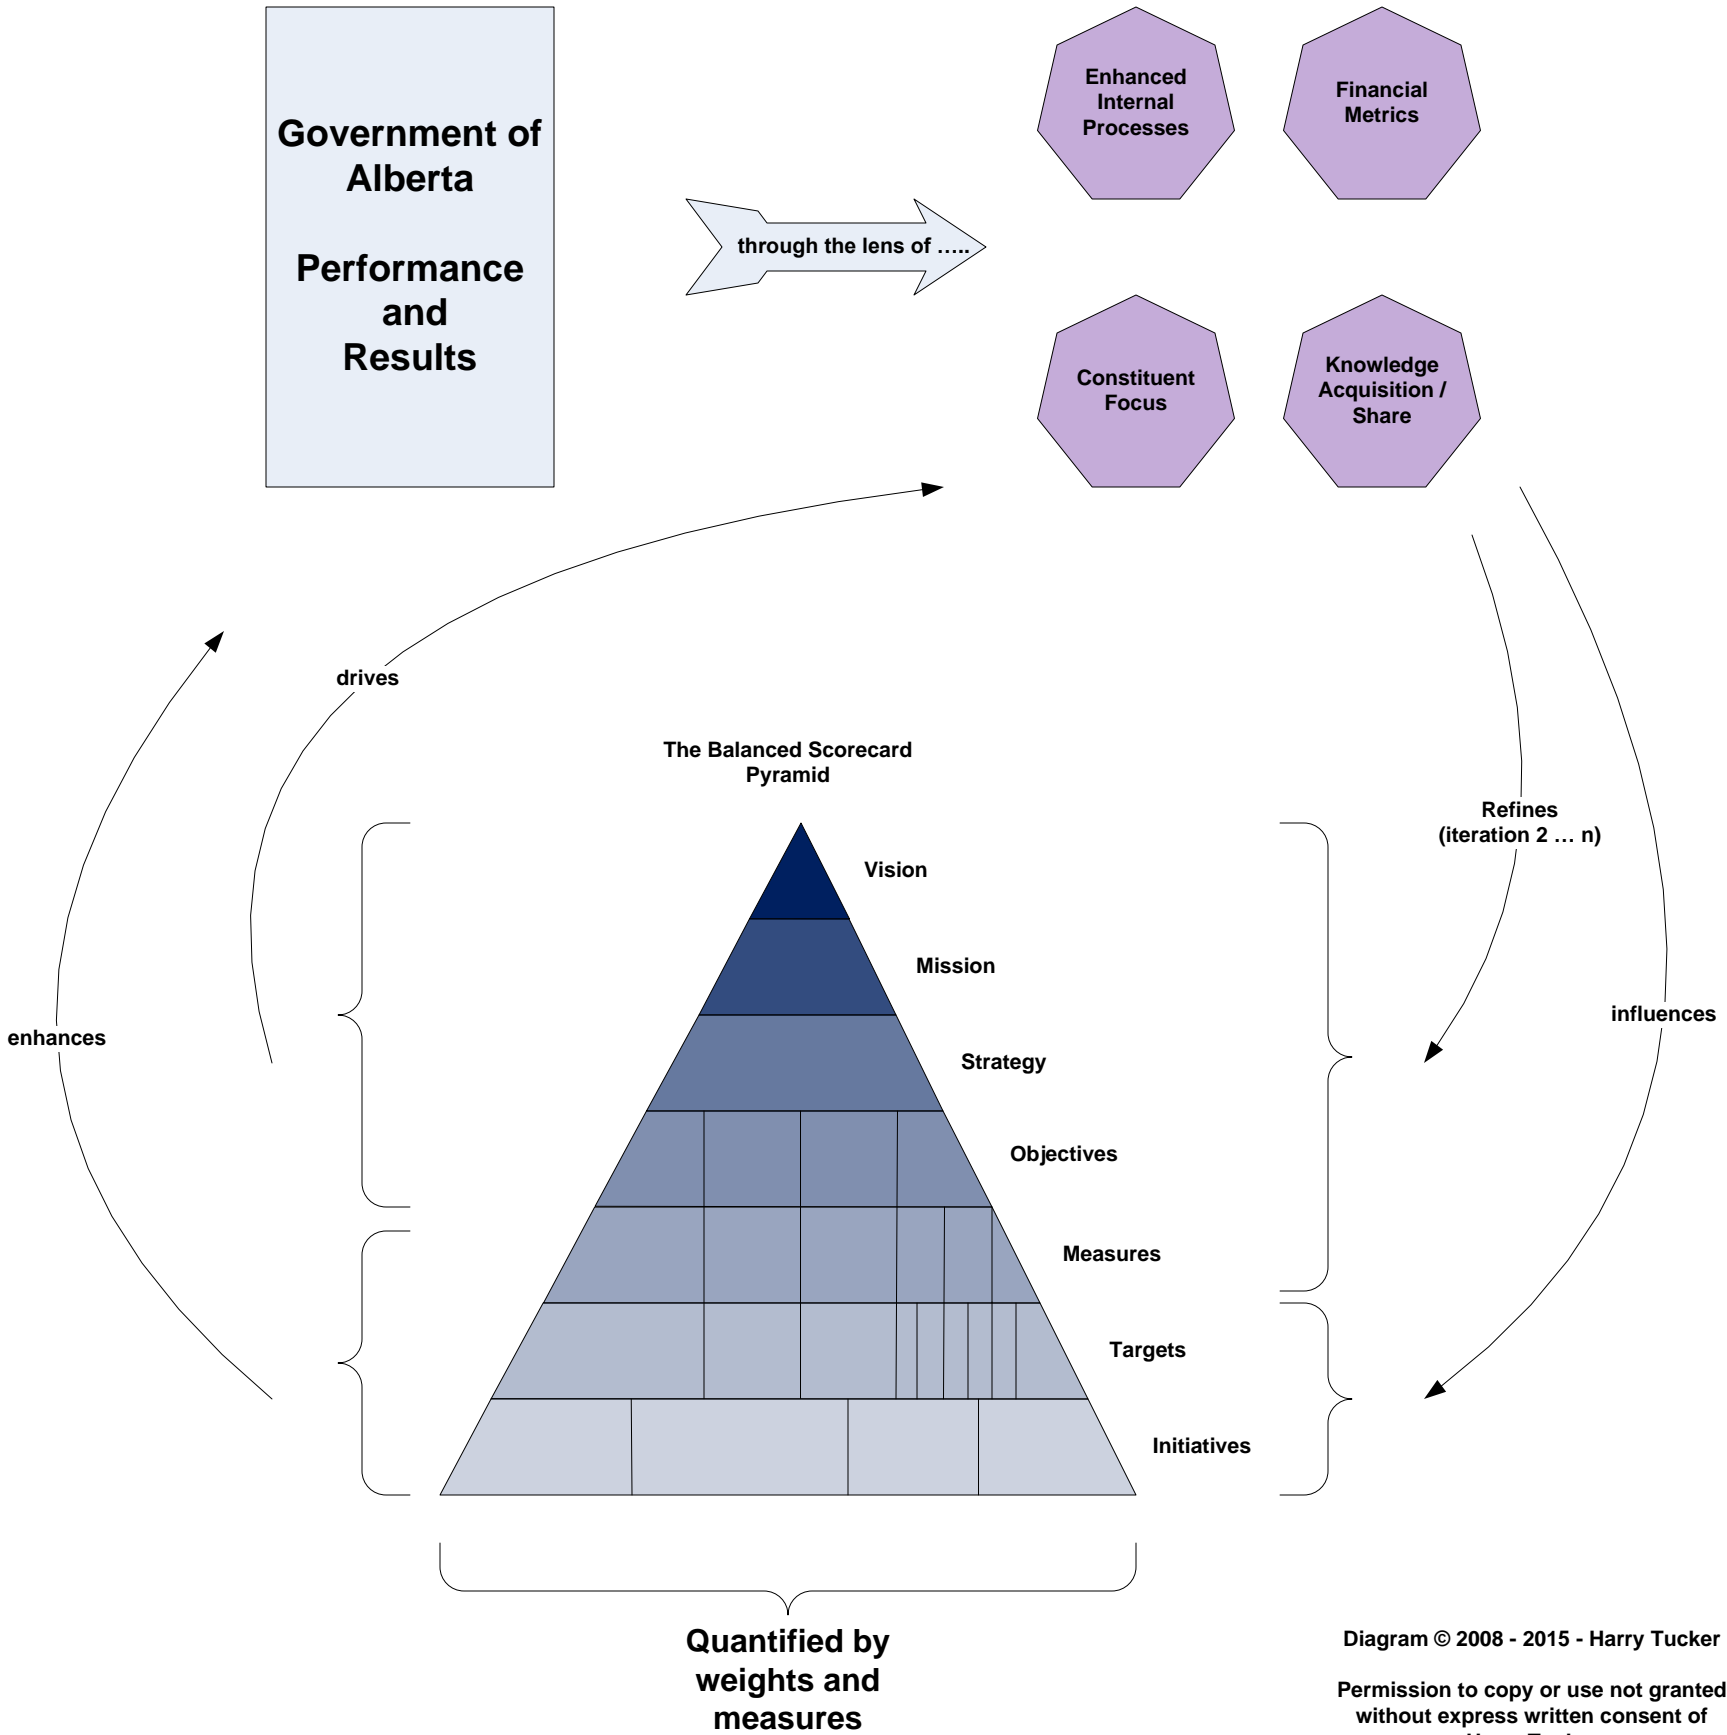 Government of
Alberta
Performance
and
Results
through the lens of .....
Enhanced
Internal
Processes
Financial
Metrics
Constituent
Focus
Knowledge
Acquisition /
Share
drives
enhances
The Balanced Scorecard
Pyramid
Vision
Mission
Strategy
Objectives
Measures
Targets
Initiatives
Refines
(iteration 2 ... n)
influences
Quantified by
weights and
measures
Diagram © 2008 - 2015 - Harry Tucker
Permission to copy or use not granted
without express written consent of